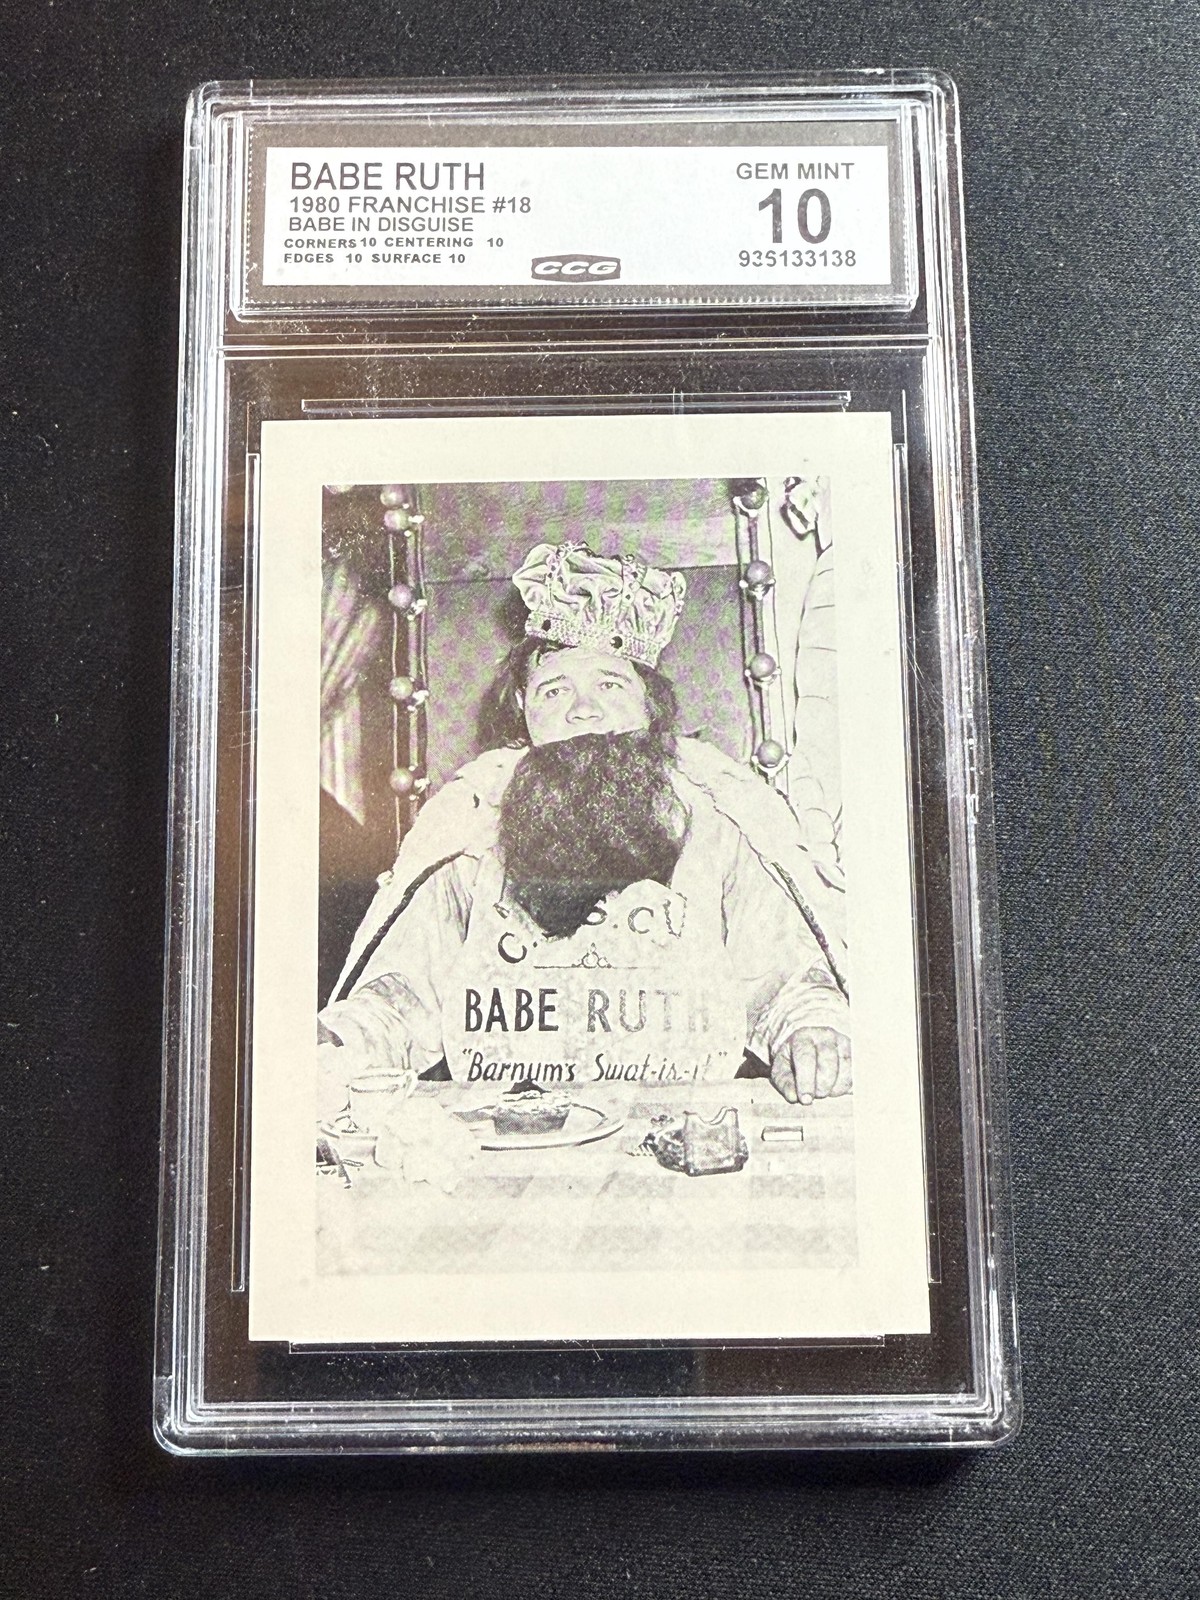 BABE RUTH
1980 FRANCHISE #18
BABE IN DISGUISE
CORNERS 10 CENTERING 10
EDGES 10 SURFACE 10
GEM MINT
10
935133138
CCG
BABE RUTH
"Barnum's Swat-is-it"